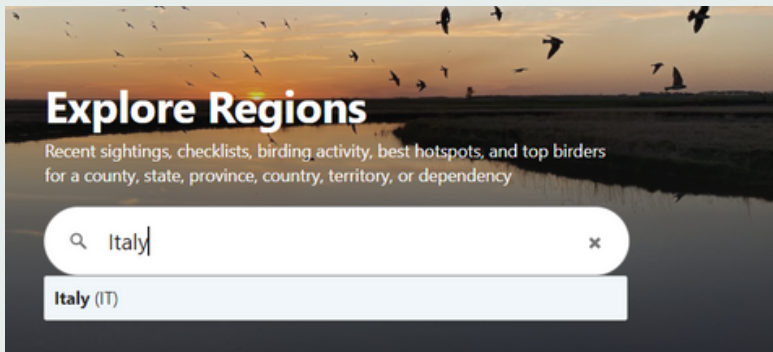 Explore Regions
Recent sightings, checklists, birding activity, best hotspots, and top birders
for a county, state, province, country, territory, or dependency
Italy
Italy (IT)